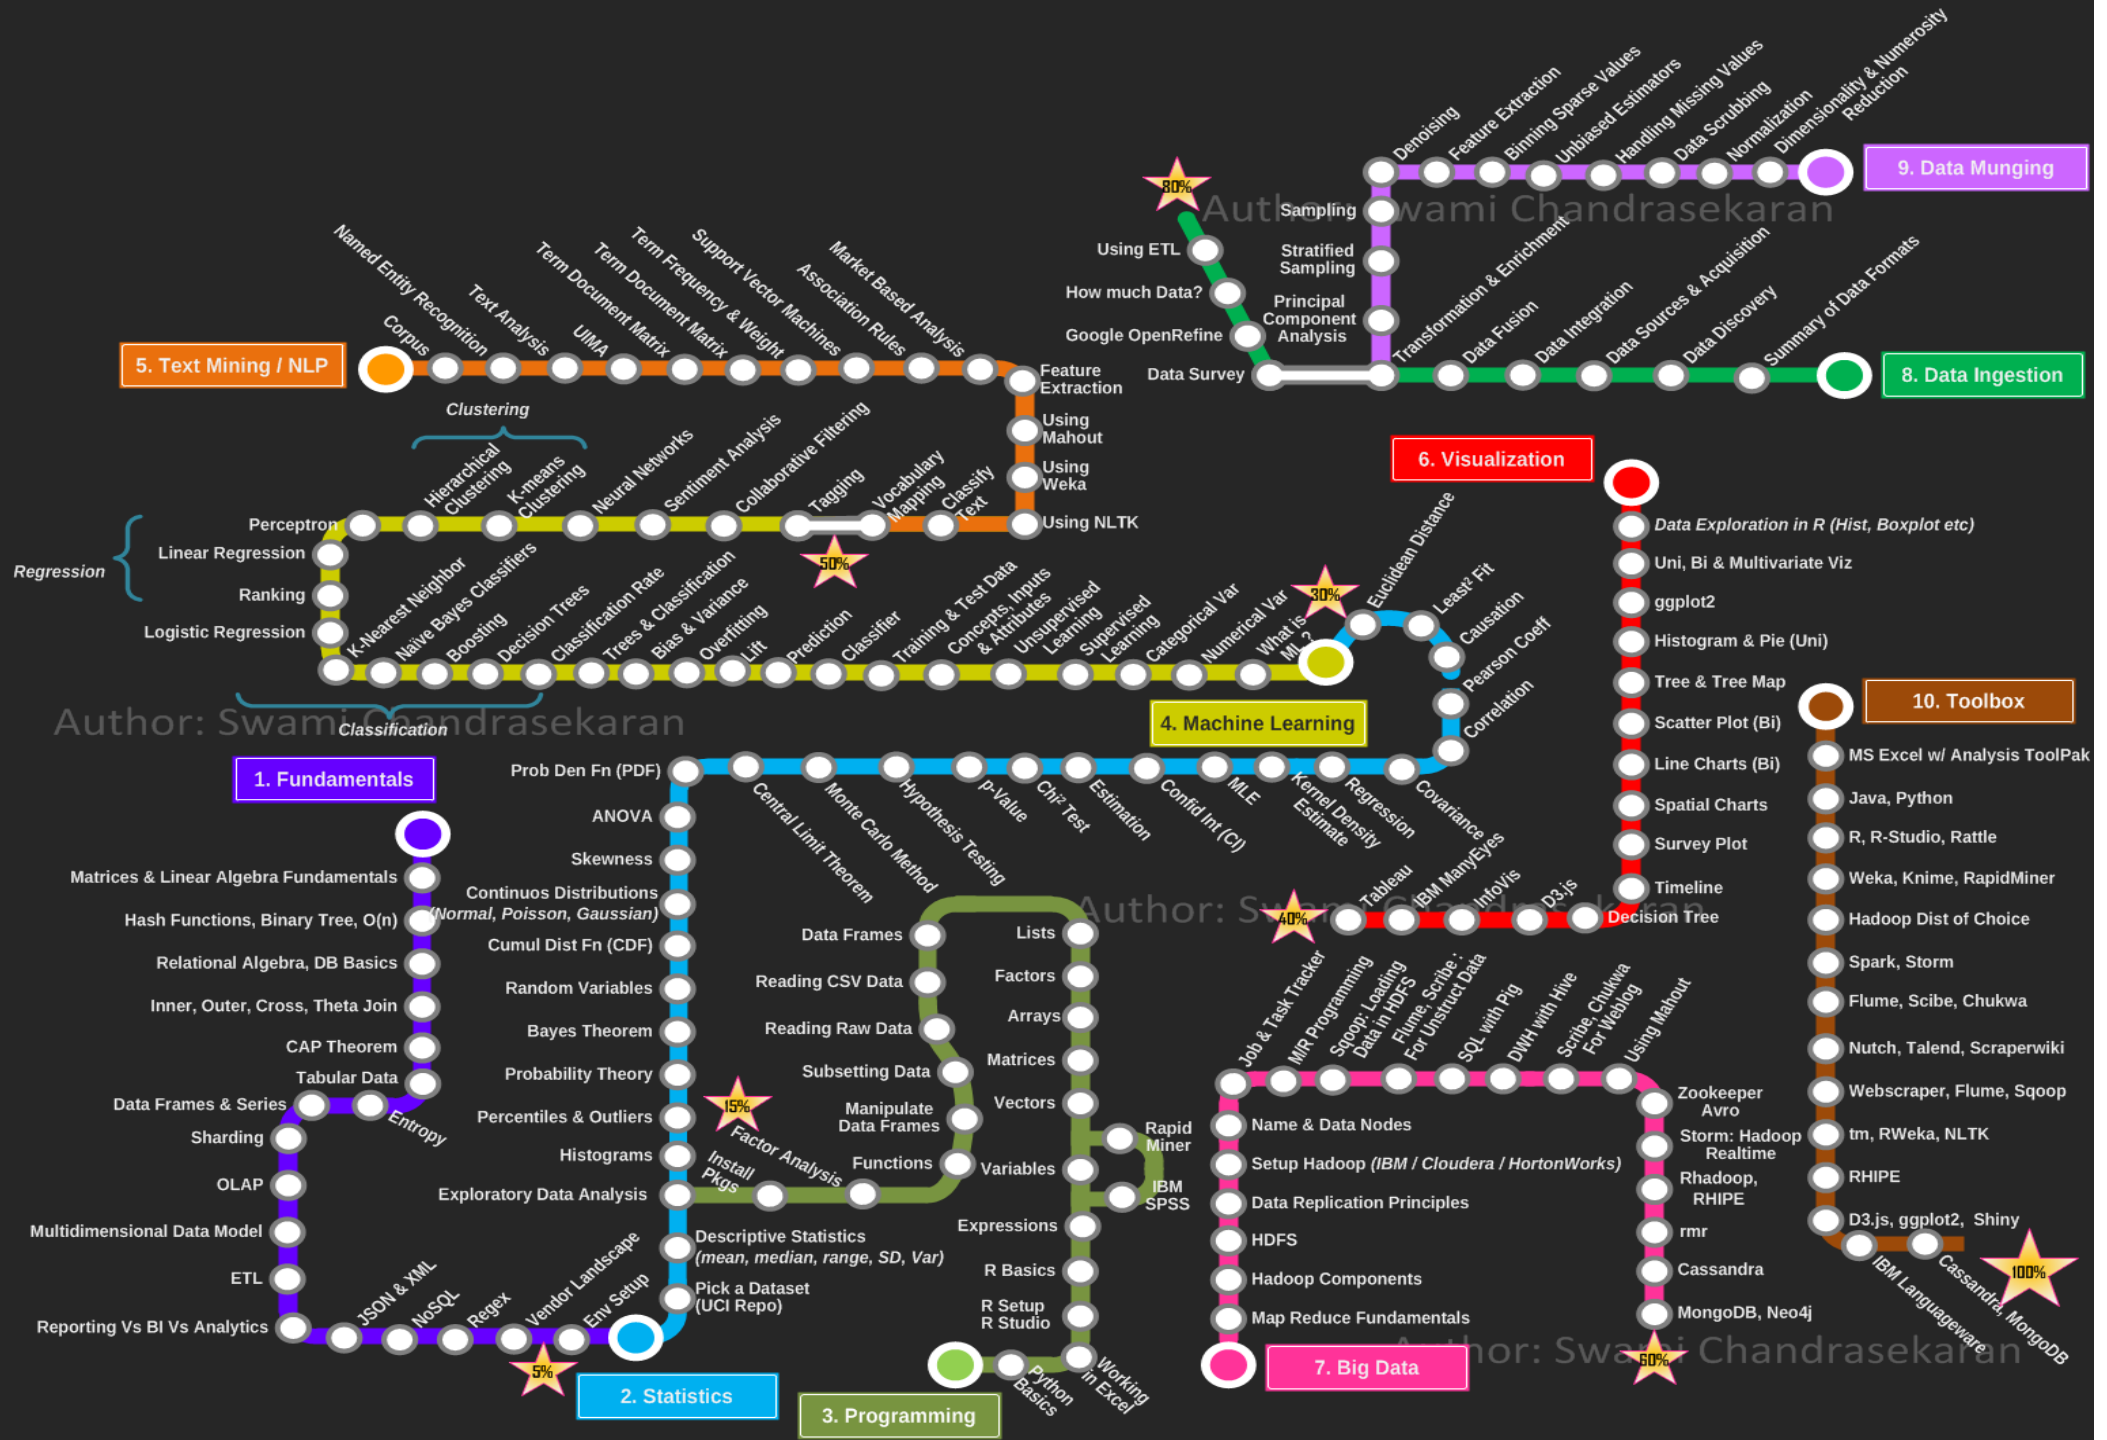 5. Text Mining / NLP
Corpus
Named Entity Recognition
Text Analysis
UIMA
Term Document Matrix
Term Document Matrix
Term Frequency & Weight
Support Vector Machines
Association Rules
Market Based Analysis
Feature
Extraction
Using
Mahout
Using
Weka
Using NLTK
Classify
Text
Vocabulary
Mapping
50%
Tagging
Collaborative Filtering
Sentiment Analysis
Neural Networks
Clustering
K-means
Clustering
Hierarchical
Clustering
Perceptron
Linear Regression
Regression
Ranking
Logistic Regression
K-Nearest Neighbor
Naïve Bayes Classifiers
Boosting
Decision Trees
Classification Rate
Classification
Trees & Classification
Bias & Variance
Overfitting
Lift
Prediction
Classifier
Training & Test Data
Concepts, Inputs
& Attributes
Unsupervised
Learning
Supervised
Learning
Categorical Var
Numerical Var
What is
ML?
4. Machine Learning
30%
Euclidean Distance
Least² Fit
Causation
Pearson Coeff
Correlation
Covariance
Regression
Kernel Density
Estimate
MLE
Confid Int (CI)
Estimation
Chi² Test
p-Value
Hypothesis Testing
Monte Carlo Method
Central Limit Theorem
Prob Den Fn (PDF)
ANOVA
Skewness
Continuos Distributions
(Normal, Poisson, Gaussian)
Cumul Dist Fn (CDF)
Random Variables
Bayes Theorem
Probability Theory
Percentiles & Outliers
Histograms
Exploratory Data Analysis
Descriptive Statistics
(mean, median, range, SD, Var)
Pick a Dataset
(UCI Repo)
2. Statistics
1. Fundamentals
Matrices & Linear Algebra Fundamentals
Hash Functions, Binary Tree, O(n)
Relational Algebra, DB Basics
Inner, Outer, Cross, Theta Join
CAP Theorem
Tabular Data
Entropy
Data Frames & Series
Sharding
OLAP
Multidimensional Data Model
ETL
Reporting Vs BI Vs Analytics
JSON & XML
NoSQL
Regex
Vendor Landscape
Env Setup
5%
15%
Install
Pkgs
Factor Analysis
Functions
Manipulate
Data Frames
Subsetting Data
Reading Raw Data
Reading CSV Data
Data Frames
Lists
Factors
Arrays
Matrices
Vectors
Rapid
Miner
Variables
IBM
SPSS
Expressions
R Basics
R Setup
R Studio
Working
in Excel
Python
Basics
3. Programming
80%
Using ETL
How much Data?
Google OpenRefine
Data Survey
Transformation & Enrichment
Data Fusion
Data Integration
Data Sources & Acquisition
Data Discovery
Summary of Data Formats
8. Data Ingestion
Principal
Component
Analysis
Stratified
Sampling
Sampling
Denoising
Feature Extraction
Binning Sparse Values
Unbiased Estimators
Handling Missing Values
Data Scrubbing
Normalization
Dimensionality & Numerosity
Reduction
9. Data Munging
6. Visualization
Data Exploration in R (Hist, Boxplot etc)
Uni, Bi & Multivariate Viz
ggplot2
Histogram & Pie (Uni)
Tree & Tree Map
Scatter Plot (Bi)
Line Charts (Bi)
Spatial Charts
Survey Plot
Timeline
Decision Tree
D3.js
InfoVis
IBM ManyEyes
Tableau
40%
7. Big Data
Map Reduce Fundamentals
Hadoop Components
HDFS
Data Replication Principles
Setup Hadoop (IBM / Cloudera / HortonWorks)
Name & Data Nodes
Job & Task Tracker
M/R Programming
Sqoop: Loading
Data in HDFS
Flume, Scribe :
For Unstruct Data
SQL with Pig
DWH with Hive
Scribe, Chukwa
For Weblog
Using Mahout
Zookeeper
Avro
Storm: Hadoop
Realtime
Rhadoop,
RHIPE
rmr
Cassandra
MongoDB, Neo4j
60%
10. Toolbox
MS Excel w/ Analysis ToolPak
Java, Python
R, R-Studio, Rattle
Weka, Knime, RapidMiner
Hadoop Dist of Choice
Spark, Storm
Flume, Scibe, Chukwa
Nutch, Talend, Scraperwiki
Webscraper, Flume, Sqoop
tm, RWeka, NLTK
RHIPE
D3.js, ggplot2, Shiny
IBM Languageware
Cassandra, MongoDB
100%
Author: Swami Chandrasekaran
Author: Swami Chandrasekaran
Author: Swami Chandrasekaran
Author: Swami Chandrasekaran